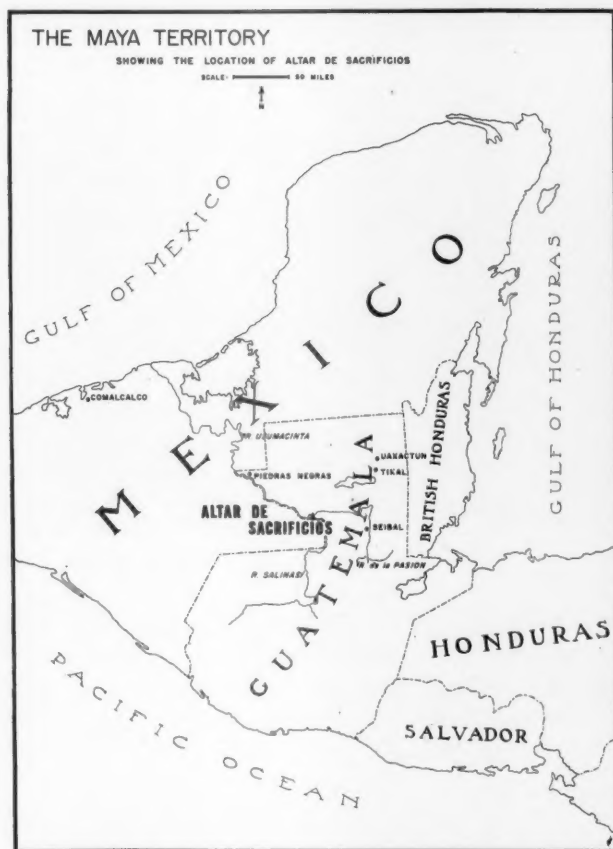 THE MAYA TERRITORY
SHOWING THE LOCATION OF ALTAR DE SACRIFICIOS
SCALE- 50 MILES
N
GULF OF MEXICO
MEXICO
GULF OF HONDURAS
COMALCALCO
R. USUMACINTA
UAXACTUN
TIKAL
PIEDRAS NEGRAS
BRITISH HONDURAS
ALTAR DE
SACRIFICIOS
SEIBAL
GUATEMALA
R. de la PASION
R. SALINAS
HONDURAS
SALVADOR
PACIFIC OCEAN